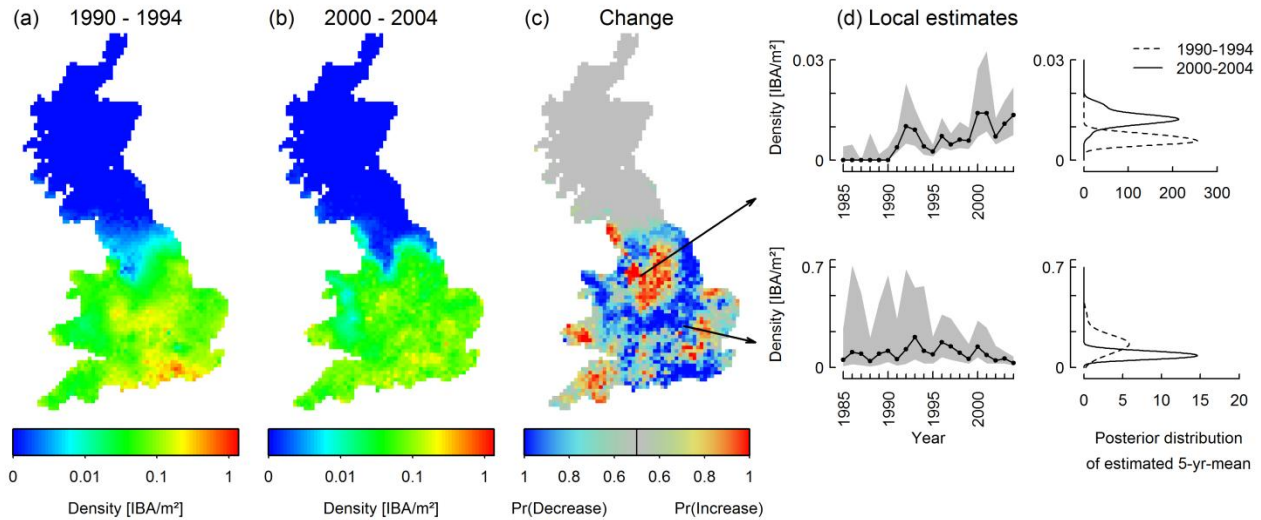 (a) 1990 - 1994
(b) 2000 - 2004
(c) Change
(d) Local estimates
0 0.01 0.1 1
Density [IBA/m²]
0 0.01 0.1 1
Density [IBA/m²]
1 0.8 0.6 0.6 0.8 1
Pr(Decrease) Pr(Increase)
Density [IBA/m²]
0.03
0
1985 1990 1995 2000
0.03
0
1990-1994
2000-2004
0 100 200 300
Density [IBA/m²]
0.7
0
1985 1990 1995 2000
Year
0.7
0
0 5 10 15 20
Posterior distribution
of estimated 5-yr-mean